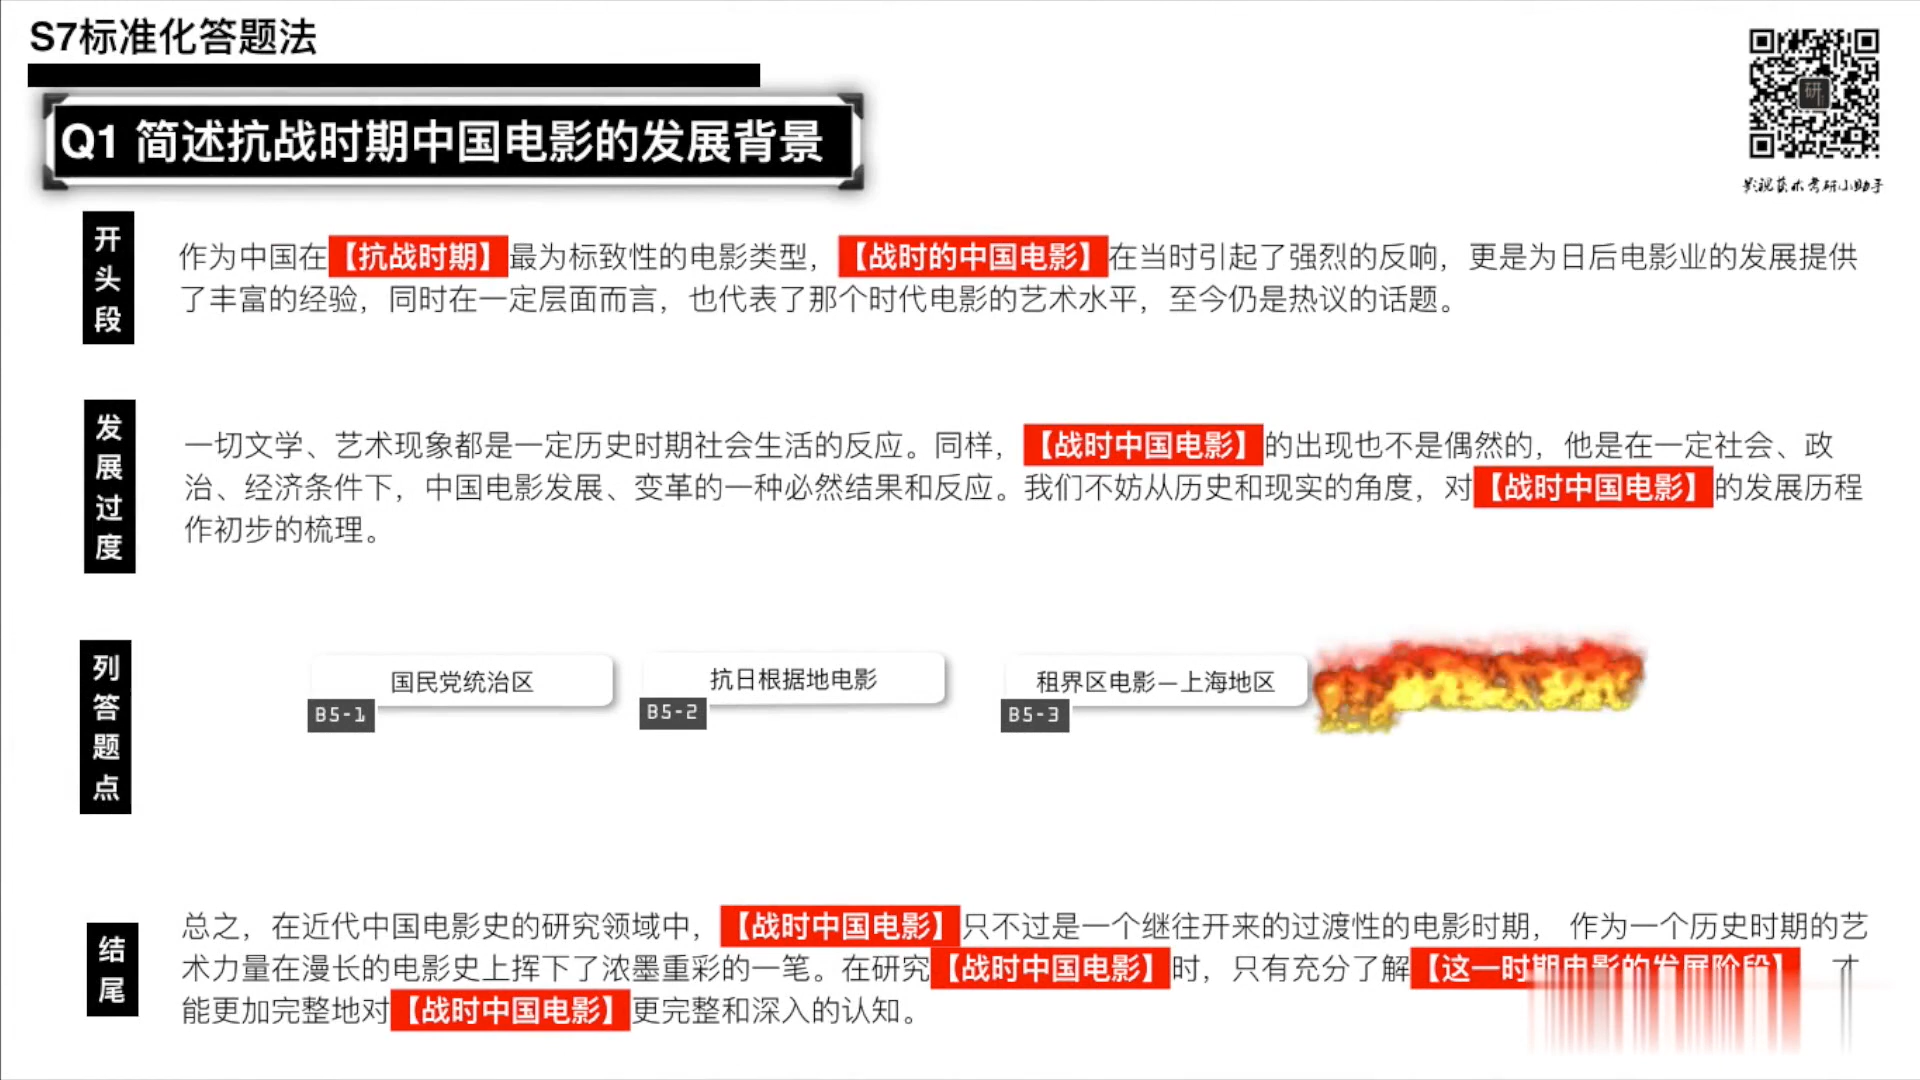 S7标准化答题法
Q1 简述抗战时期中国电影的发展背景
影视艺术考研小助手
开头段
作为中国在【抗战时期】最为标致性的电影类型，【战时的中国电影】在当时引起了强烈的反响，更是为日后电影业的发展提供
了丰富的经验，同时在一定层面而言，也代表了那个时代电影的艺术水平，至今仍是热议的话题。
发展过度
一切文学、艺术现象都是一定历史时期社会生活的反应。同样，【战时中国电影】的出现也不是偶然的，他是在一定社会、政
治、经济条件下，中国电影发展、变革的一种必然结果和反应。我们不妨从历史和现实的角度，对【战时中国电影】的发展历程
作初步的梳理。
列答题点
国民党统治区
B5-1
抗日根据地电影
B5-2
租界区电影—上海地区
B5-3
结尾
总之，在近代中国电影史的研究领域中，【战时中国电影】只不过是一个继往开来的过渡性的电影时期， 作为一个历史时期的艺
术力量在漫长的电影史上挥下了浓墨重彩的一笔。在研究【战时中国电影】时，只有充分了解【这一时期电影的发展阶段】 才
能更加完整地对【战时中国电影】更完整和深入的认知。